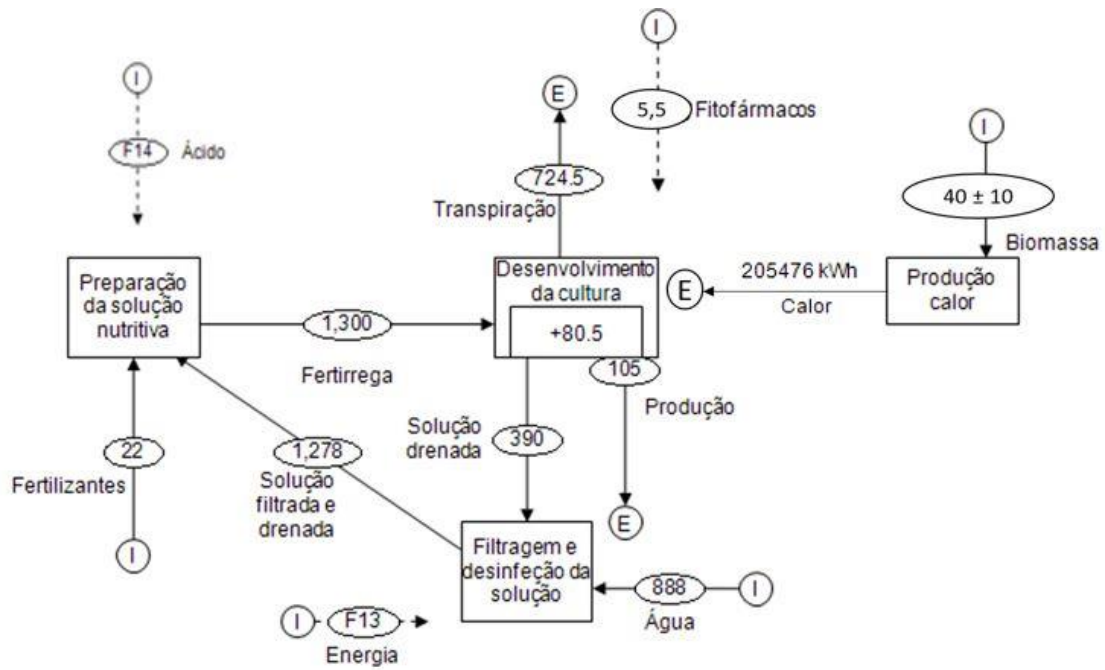 I
I
E
5,5
Fitofármacos
I
F14
Ácido
724.5
Transpiração
40 ± 10
Biomassa
Preparação
da solução
nutritiva
Desenvolvimento
da cultura
+80.5
E
205476 kWh
Calor
Produção
calor
1,300
Fertirrega
105
Produção
Solução
drenada
390
22
Fertilizantes
1,278
Solução
filtrada e
drenada
E
I
Filtragem e
desinfeção da
solução
888
I
Água
I
F13
Energia